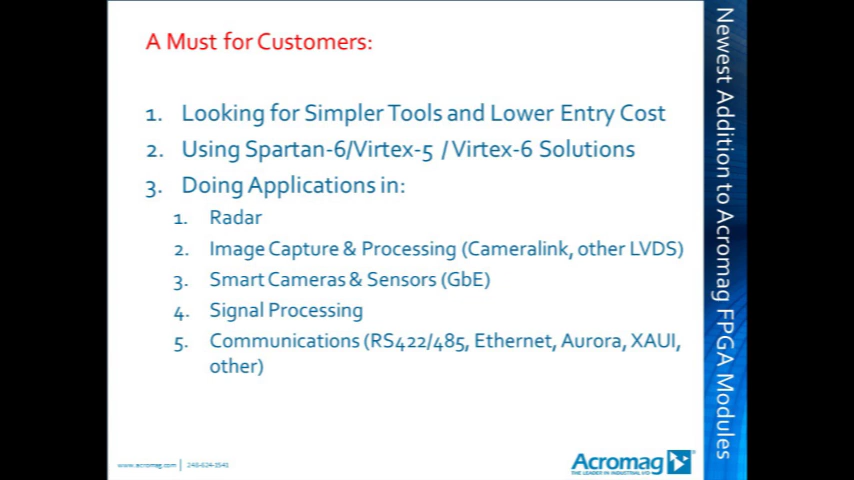 A Must for Customers:
1. Looking for Simpler Tools and Lower Entry Cost
2. Using Spartan-6/Virtex-5 / Virtex-6 Solutions
3. Doing Applications in:
1. Radar
2. Image Capture & Processing (Cameralink, other LVDS)
3. Smart Cameras & Sensors (GbE)
4. Signal Processing
5. Communications (RS422/485, Ethernet, Aurora, XAUI,
other)
Newest Addition to Acromag FPGA Modules
www.acromag.com
Acromag
THE LEADER IN INDUSTRIAL I/O